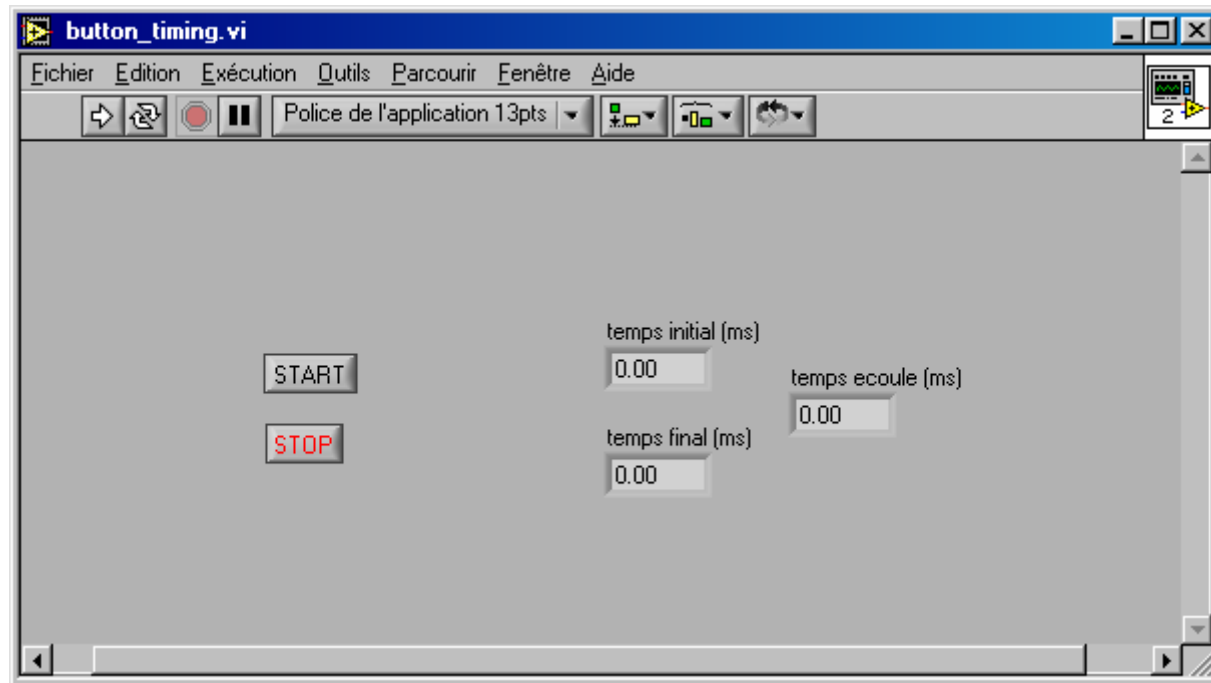 button_timing.vi
Fichier Edition Exécution Outils Parcourir Fenêtre Aide
Police de l'application 13pts
2
temps initial (ms)
0.00
START
temps ecoule (ms)
0.00
STOP
temps final (ms)
0.00